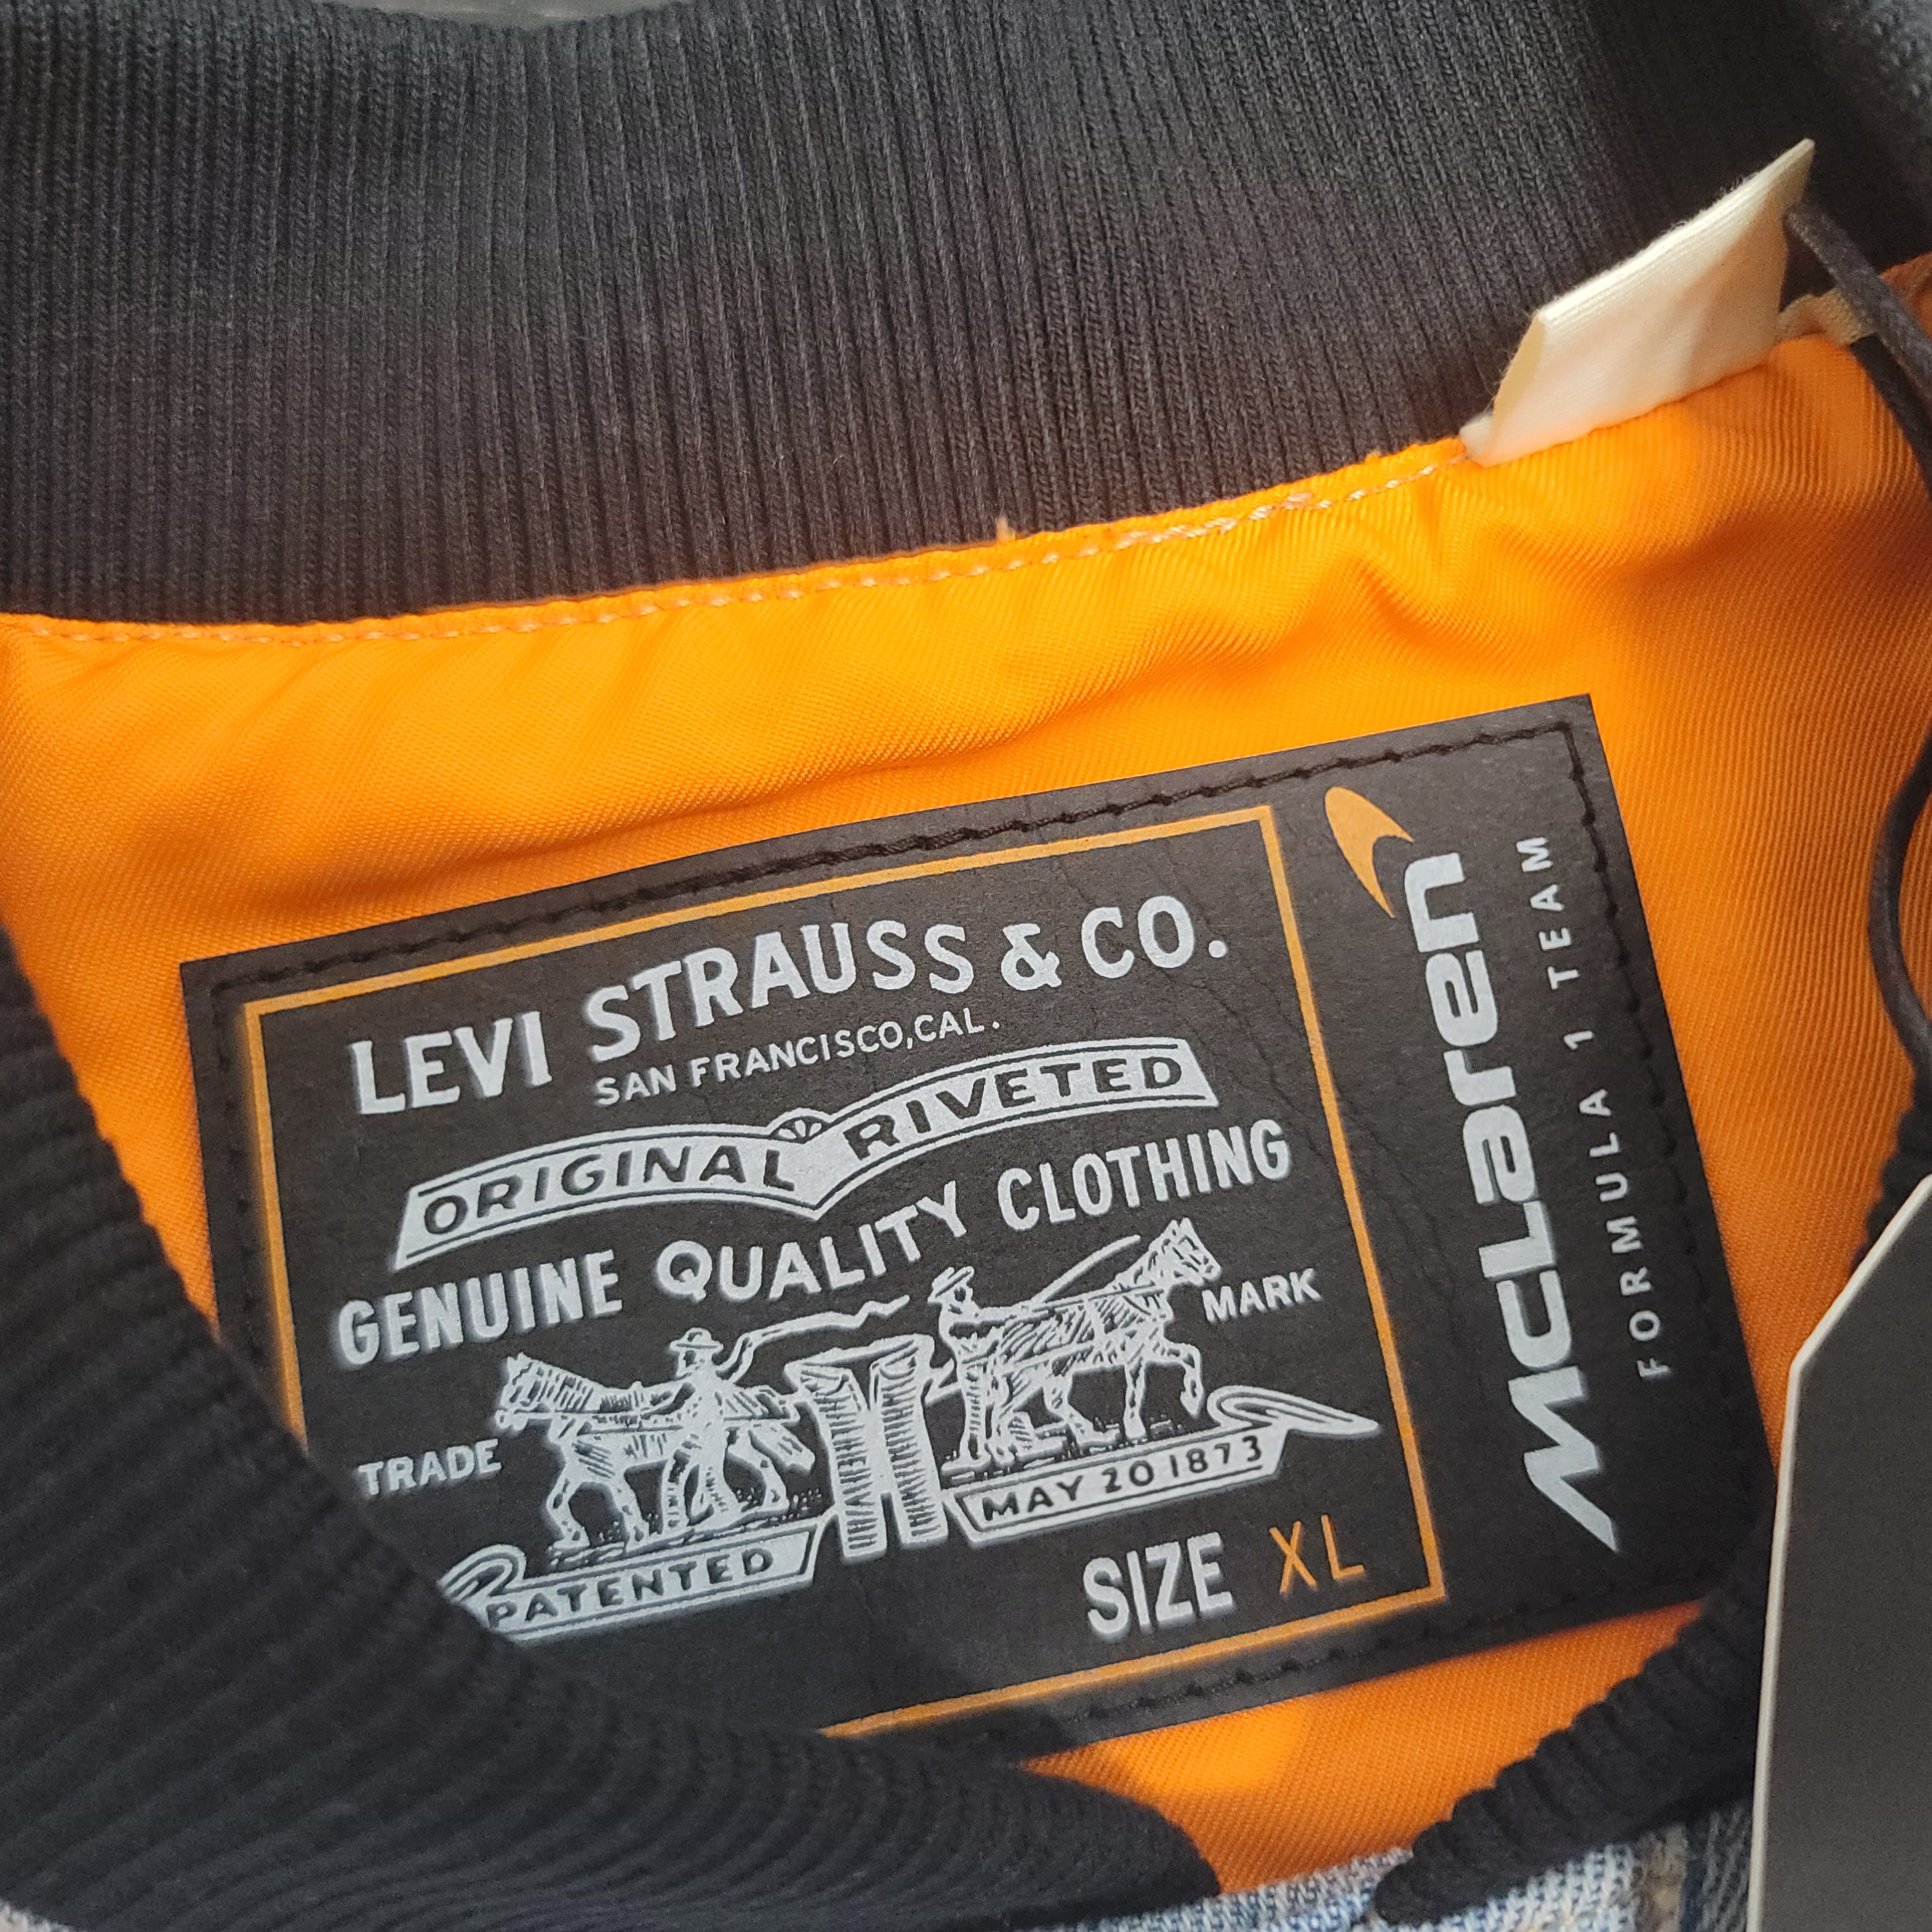 LEVI STRAUSS & CO.
SAN FRANCISCO, CAL.
ORIGINAL RIVETED
GENUINE QUALITY CLOTHING
TRADE MARK
PATENTED MAY 20 1873
SIZE XL
McLaren
FORMULA 1 TEAM